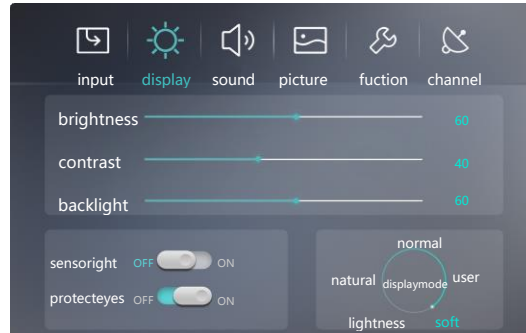 input display sound picture fuction channel
brightness 60
contrast 40
backlight 60
sensoright OFF ON
protecteyes OFF ON
normal
natural displaymode user
lightness soft